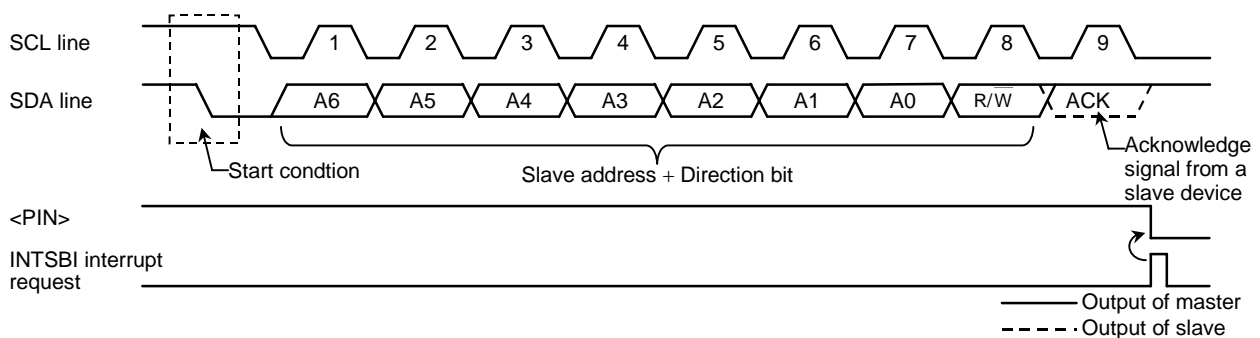 SCL line
1 2 3 4 5 6 7 8 9
SDA line
A6 A5 A4 A3 A2 A1 A0 R/W̅ ACK
Start condtion
Slave address + Direction bit
Acknowledge
signal from a
slave device
<PIN>
INTSBI interrupt
request
Output of master
Output of slave